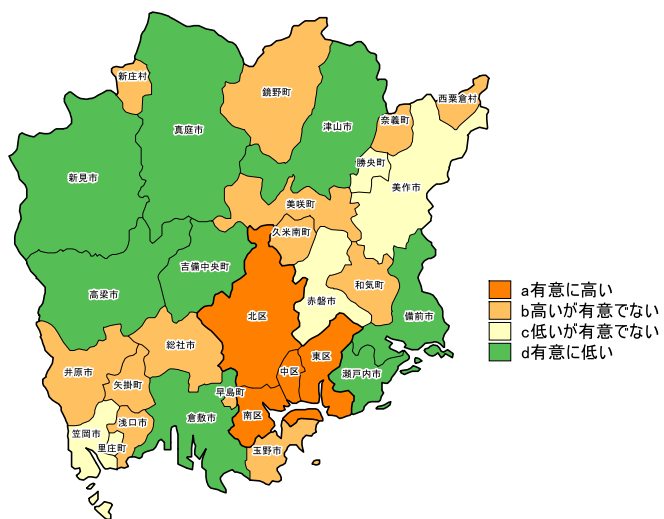 新庄村
鏡野町
西粟倉村
奈義町
真庭市
津山市
勝央町
新見市
美作市
美咲町
久米南町
吉備中央町
和気町
高梁市
赤磐市
北区
備前市
総社市
東区
井原市
中区
瀬戸内市
矢掛町
早島町
浅口市
南区
倉敷市
笠岡市
里庄町
玉野市
a有意に高い
b高いが有意でない
c低いが有意でない
d有意に低い